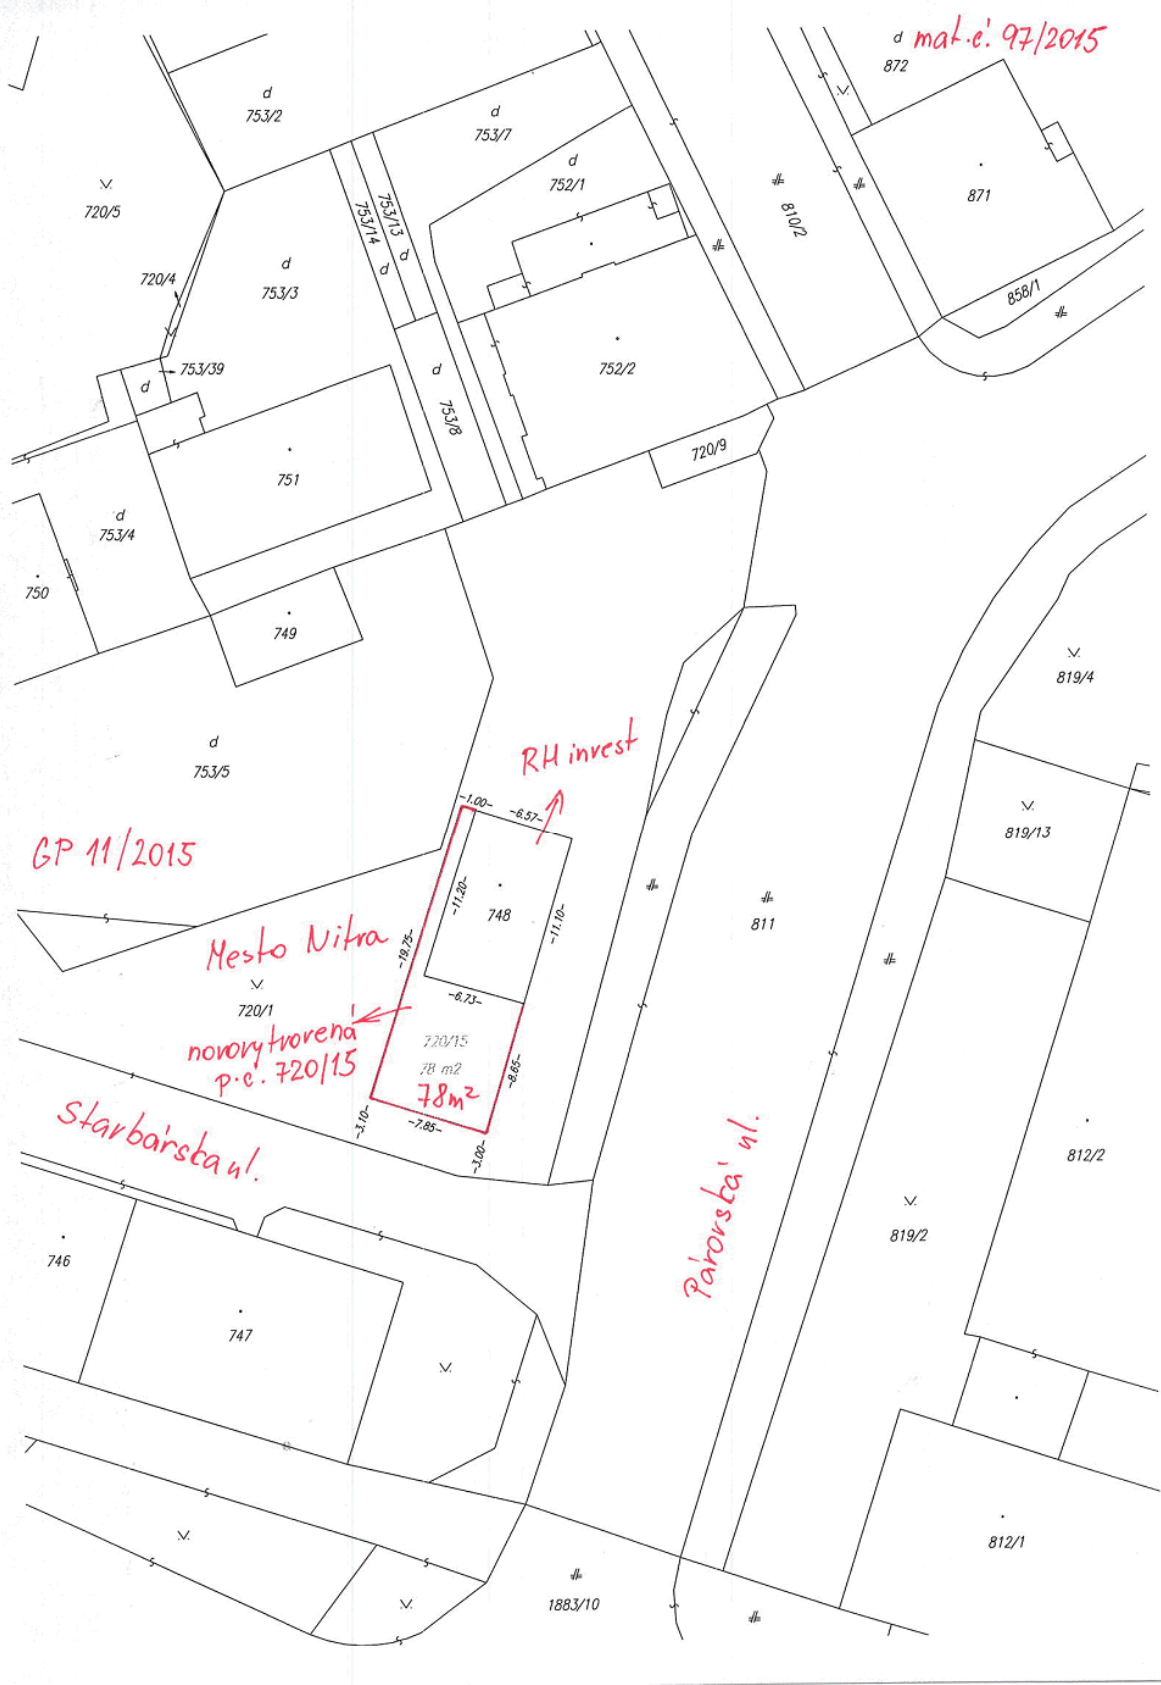 mat.č. 97/2015
d
872
d
753/2
d
753/7
d
752/1
871
720/5
810/2
753/13
753/14
d
d
d
753/3
720/4
858/1
752/2
753/39
d
d
753/8
720/9
751
d
753/4
750
749
819/4
d
753/5
RH invest
-1.00-
-6.57-
819/13
GP 11/2015
-11.20-
748
-11.10-
811
Mesto Nitra
-19.75-
-6.73-
720/1
novovytvorená
p.č. 720/15
720/15
78 m2
78m²
-8.65-
-3.10-
-7.85-
-3.00-
Starbárska ul.
Párovská ul.
812/2
819/2
746
747
812/1
1883/10